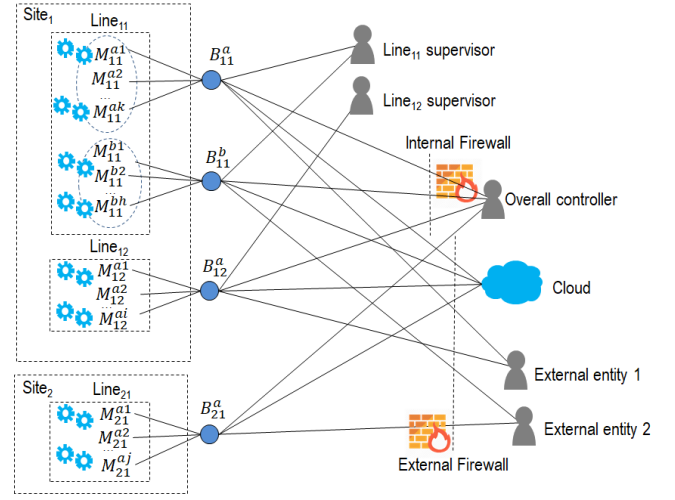 Site₁
Line₁₁
M₁₁ᵃ¹
M₁₁ᵃ²
...
M₁₁ᵃᵏ
B₁₁ᵃ
M₁₁ᵇ¹
M₁₁ᵇ²
...
M₁₁ᵇʰ
B₁₁ᵇ
Line₁₂
M₁₂ᵃ¹
M₁₂ᵃ²
...
M₁₂ᵃⁱ
B₁₂ᵃ
Site₂
Line₂₁
M₂₁ᵃ¹
M₂₁ᵃ²
...
M₂₁ᵃʲ
B₂₁ᵃ
Line₁₁ supervisor
Line₁₂ supervisor
Internal Firewall
Overall controller
Cloud
External entity 1
External entity 2
External Firewall